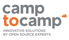 camptocamp
INNOVATIVE SOLUTIONS
BY OPEN SOURCE EXPERTS